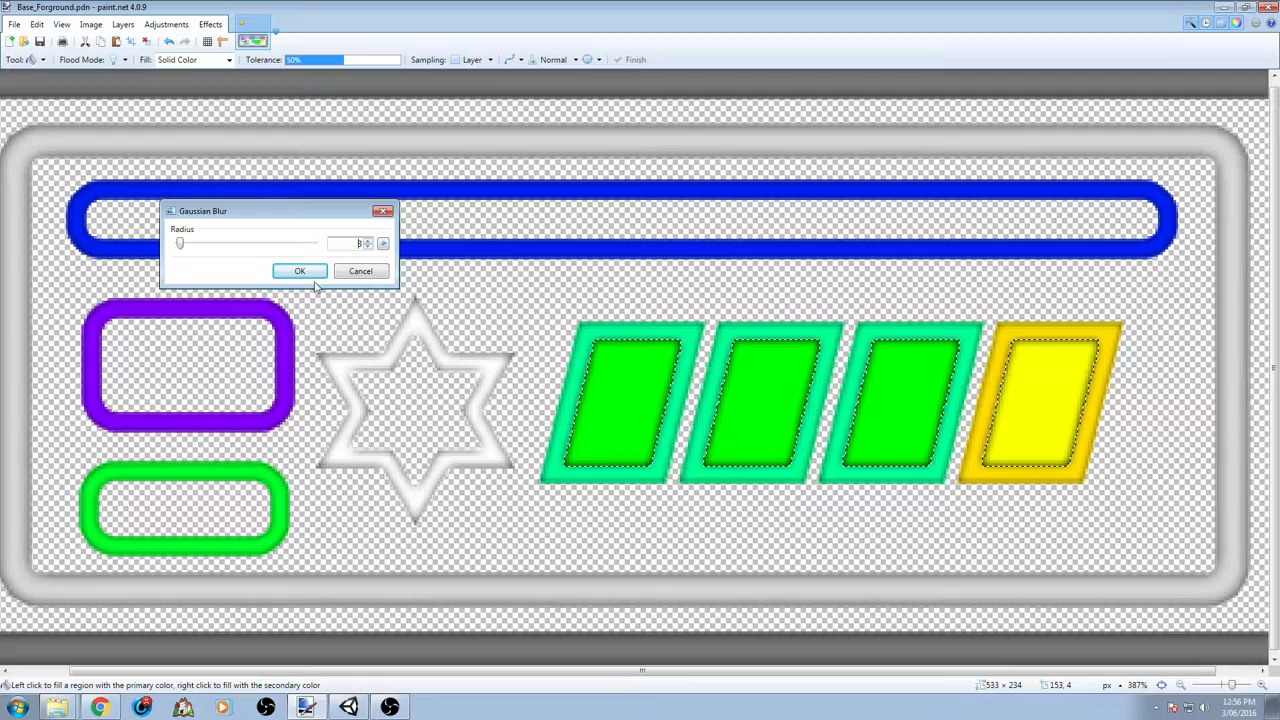 Base_Forground.pdn - paint.net 4.0.9
File Edit View Image Layers Adjustments Effects
Tool: Flood Mode: Fill: Solid Color Tolerance: 50% Sampling: Layer Normal Finish
Gaussian Blur
Radius
OK Cancel
Left click to fill a region with the primary color, right click to fill with the secondary color 533 × 234 153, 4 px 387%
12:56 PM
3/06/2016